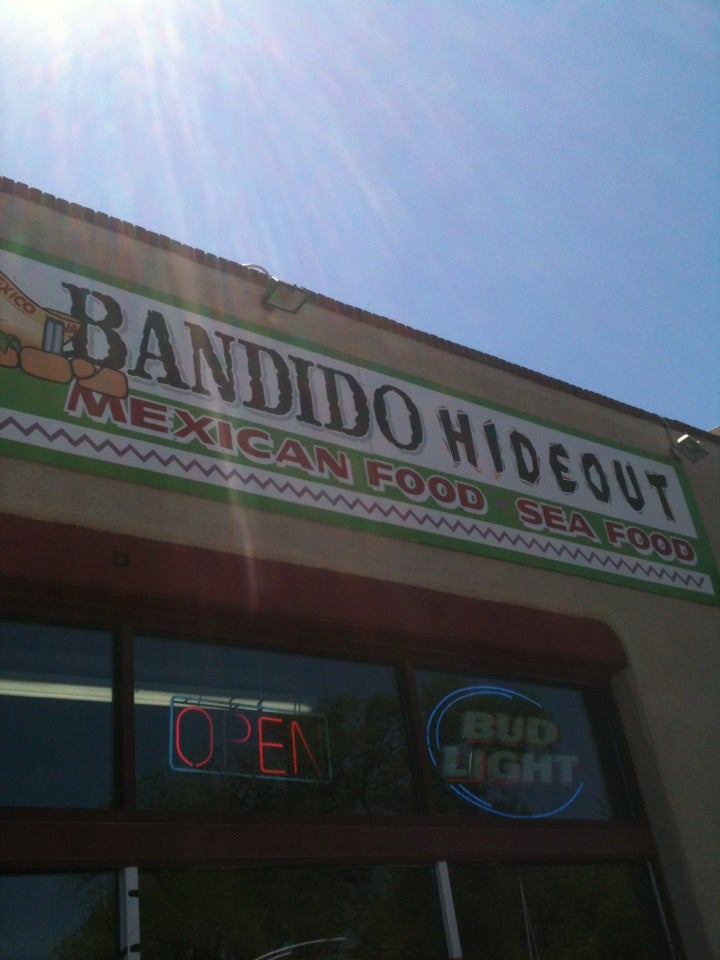 BANDIDO HIDEOUT
MEXICAN FOOD · SEA FOOD
OPEN
BUD
LIGHT